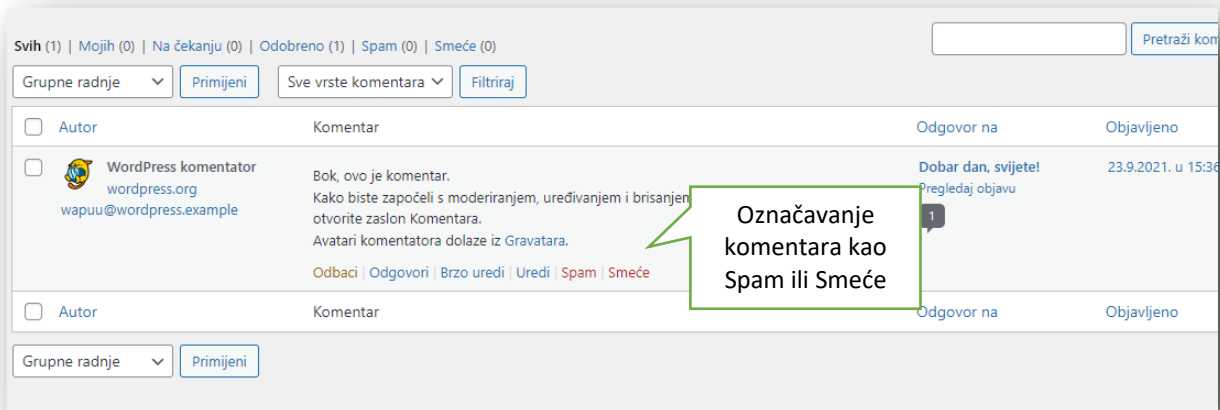 Svih (1) | Mojih (0) | Na čekanju (0) | Odobreno (1) | Spam (0) | Smeće (0)
Pretraži
Grupne radnje Primijeni Sve vrste komentara Filtriraj
Autor Komentar Odgovor na Objavljeno
WordPress komentator
wordpress.org
wapuu@wordpress.example
Bok, ovo je komentar.
Kako biste započeli s moderiranjem, uređivanjem i brisanjem
otvorite zaslon Komentara.
Avatari komentatora dolaze iz Gravatara.
Odbaci | Odgovori | Brzo uredi | Uredi | Spam | Smeće
Označavanje
komentara kao
Spam ili Smeće
Dobar dan, svijete!
Pregledaj objavu
1
23.9.2021. u 15:36
Autor Komentar Odgovor na Objavljeno
Grupne radnje Primijeni